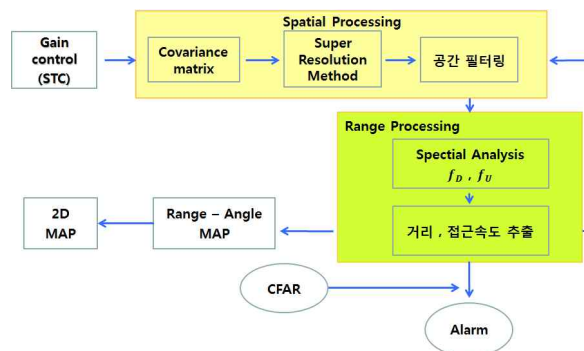 Spatial Processing
Gain
control
(STC)
Covariance
matrix
Super
Resolution
Method
공간 필터링
Range Processing
Spectial Analysis
f_D , f_U
2D
MAP
Range – Angle
MAP
거리 , 접근속도 추출
CFAR
Alarm